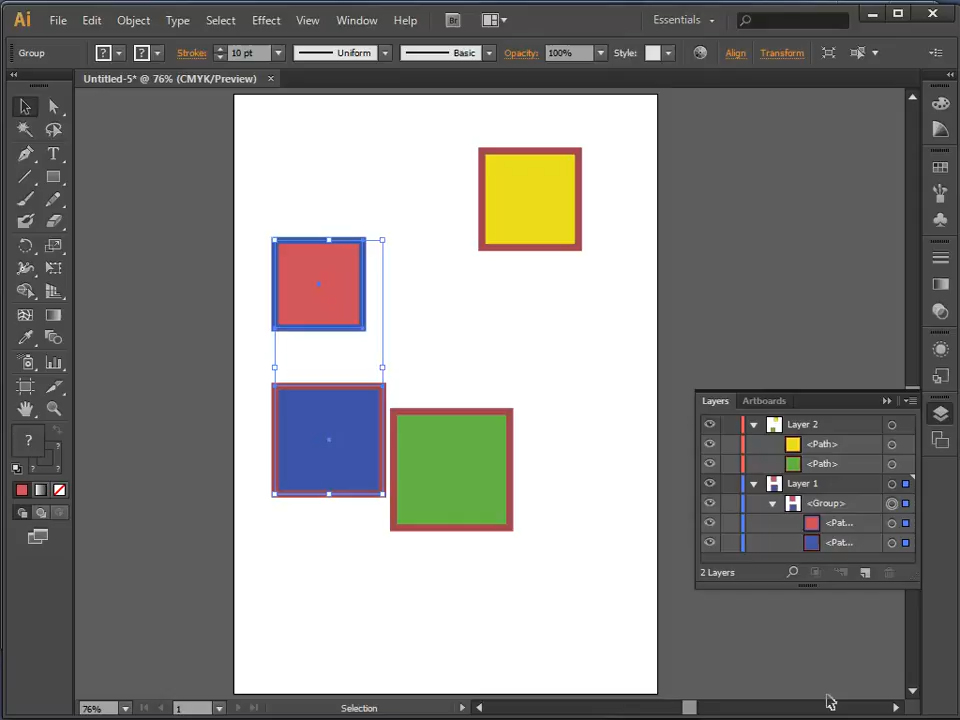 Ai File Edit Object Type Select Effect View Window Help Br Essentials
Group ? ? Stroke: 10 pt Uniform Basic Opacity: 100% Style: Align Transform
Untitled-5* @ 76% (CMYK/Preview) ×
T
Layers Artboards
Layer 2
<Path>
<Path>
Layer 1
<Group>
<Pat...
<Pat...
2 Layers
?
?
?
?
76% 1 Selection